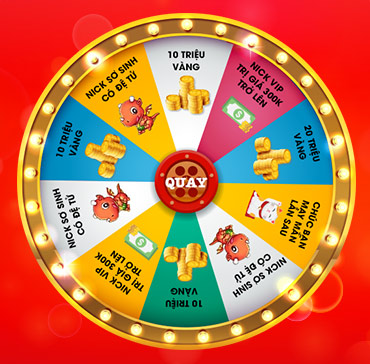 10 TRIỆU
VÀNG
NICK VIP
TRỊ GIÁ 300K
TRỞ LÊN
20 TRIỆU
VÀNG
CHÚC BẠN
MAY MẮN
LẦN SAU
NICK SƠ SINH
CÓ ĐỆ TỬ
10 TRIỆU
VÀNG
NICK VIP
TRỊ GIÁ 300K
TRỞ LÊN
NICK SƠ SINH
CÓ ĐỆ TỬ
10 TRIỆU
VÀNG
NICK SƠ SINH
CÓ ĐỆ TỬ
QUAY